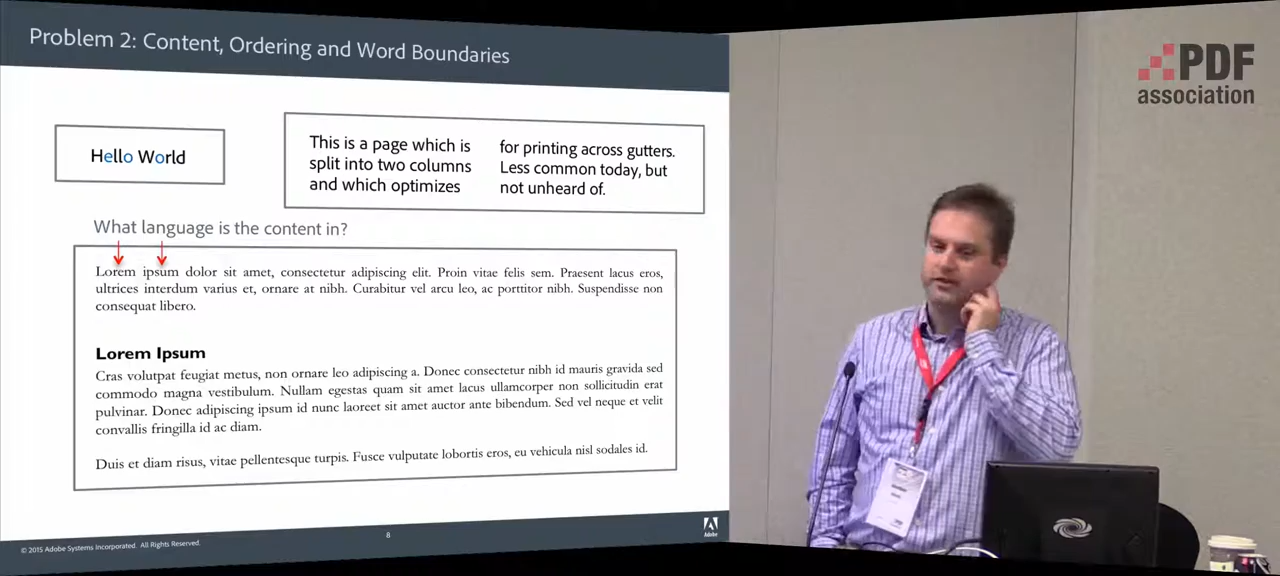 Problem 2: Content, Ordering and Word Boundaries
PDF
association
Hello World
This is a page which is
split into two columns
and which optimizes
for printing across gutters.
Less common today, but
not unheard of.
What language is the content in?
Lorem ipsum dolor sit amet, consectetur adipiscing elit. Proin vitae felis sem. Praesent lacus eros,
ultrices interdum varius et, ornare at nibh. Curabitur vel arcu leo, ac porttitor nibh. Suspendisse non
consequat libero.
Lorem Ipsum
Cras volutpat feugiat metus, non ornare leo adipiscing a. Donec consectetur nibh id mauris gravida sed
commodo magna vestibulum. Nullam egestas quam sit amet lacus ullamcorper non sollicitudin erat
pulvinar. Donec adipiscing ipsum id nunc laoreet sit amet auctor ante bibendum. Sed vel neque et velit
convallis fringilla id ac diam.
Duis et diam risus, vitae pellentesque turpis. Fusce vulputate lobortis eros, eu vehicula nisl sodales id.
© 2015 Adobe Systems Incorporated. All Rights Reserved.
8
Adobe